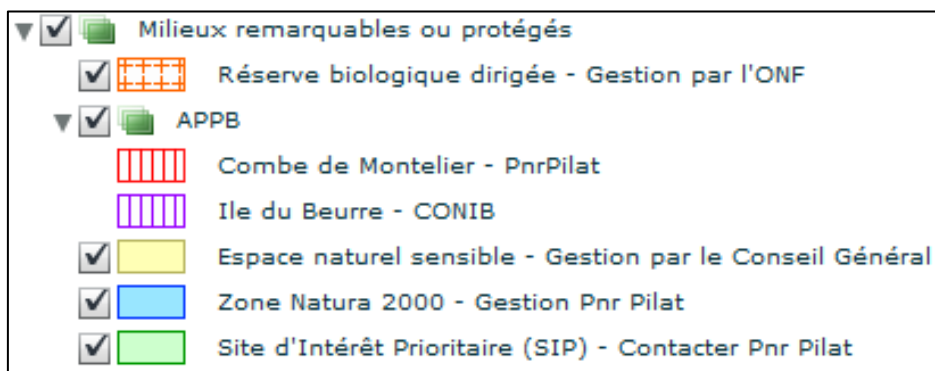 Milieux remarquables ou protégés
Réserve biologique dirigée - Gestion par l'ONF
APPB
Combe de Montelier - PnrPilat
Ile du Beurre - CONIB
Espace naturel sensible - Gestion par le Conseil Général
Zone Natura 2000 - Gestion Pnr Pilat
Site d'Intérêt Prioritaire (SIP) - Contacter Pnr Pilat